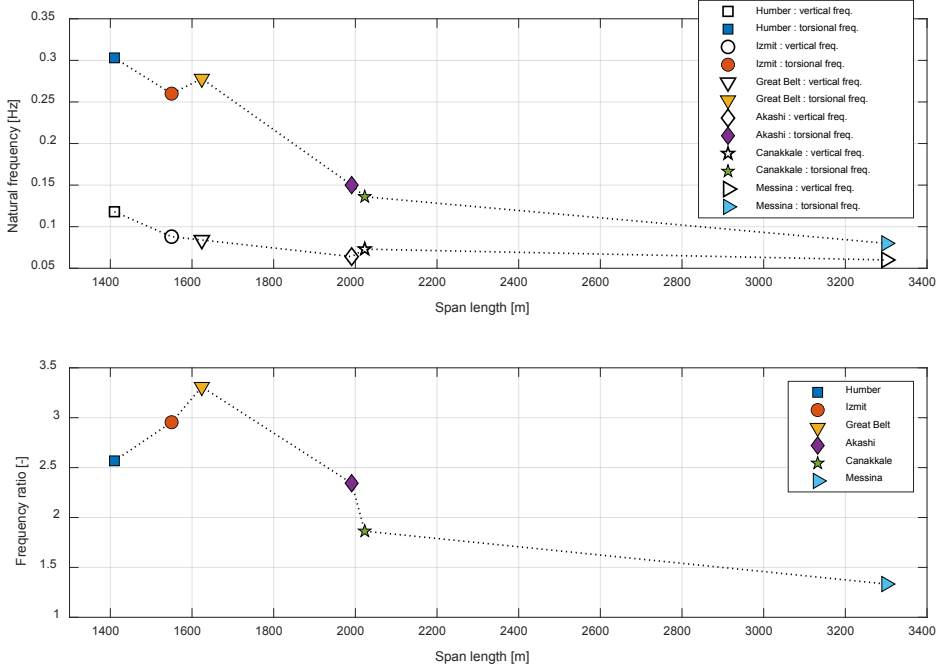 0.35
0.3
0.25
0.2
0.15
0.1
0.05
Natural frequency [Hz]
1400 1600 1800 2000 2200 2400 2600 2800 3000 3200 3400
Span length [m]
Humber : vertical freq.
Humber : torsional freq.
Izmit : vertical freq.
Izmit : torsional freq.
Great Belt : vertical freq.
Great Belt : torsional freq.
Akashi : vertical freq.
Akashi : torsional freq.
Canakkale : vertical freq.
Canakkale : torsional freq.
Messina : vertical freq.
Messina : torsional freq.
3.5
3
2.5
2
1.5
1
Frequency ratio [-]
1400 1600 1800 2000 2200 2400 2600 2800 3000 3200 3400
Span length [m]
Humber
Izmit
Great Belt
Akashi
Canakkale
Messina